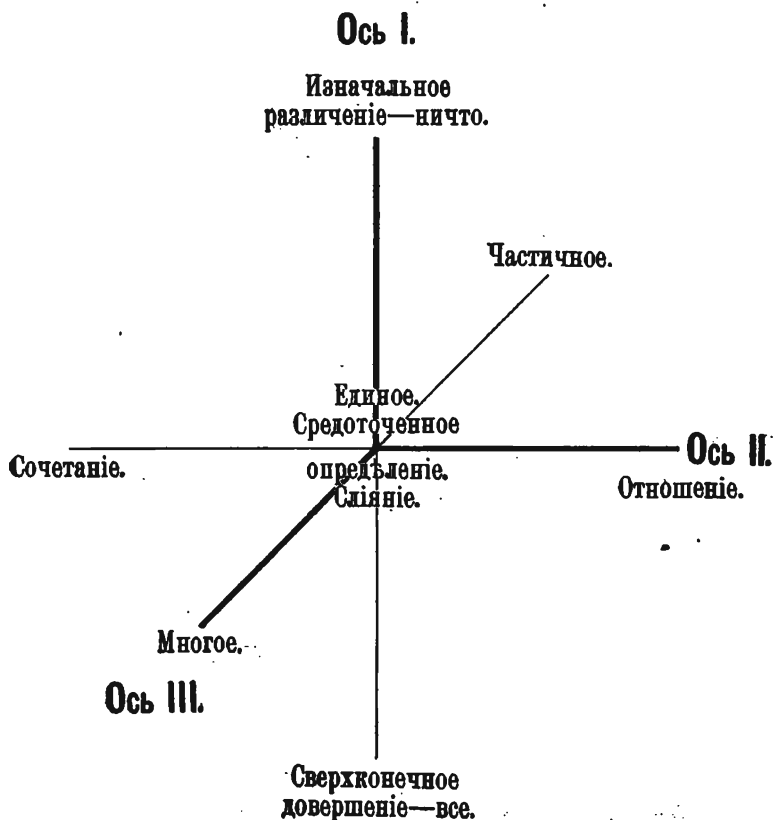 Ось I.
Изначальное
различеніе—ничто.
Частичное.
Единое.
Средоточенное
Ось II.
Сочетаніе.
опредѣленіе.
Отношеніе.
Сліяніе.
Многое.
Ось III.
Сверхконечное
довершеніе—все.